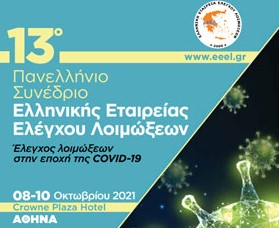 13°
www.eeel.gr
Πανελλήνιο
Συνέδριο
Ελληνικής Εταιρείας
Ελέγχου Λοιμώξεων
Έλεγχος λοιμώξεων
στην εποχή της COVID-19
08-10 Οκτωβρίου 2021
Crowne Plaza Hotel
ΑΘΗΝΑ